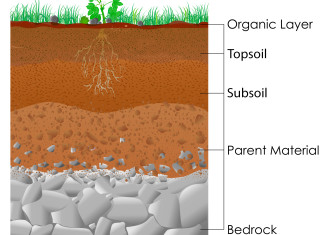 Organic Layer
Topsoil
Subsoil
Parent Material
Bedrock